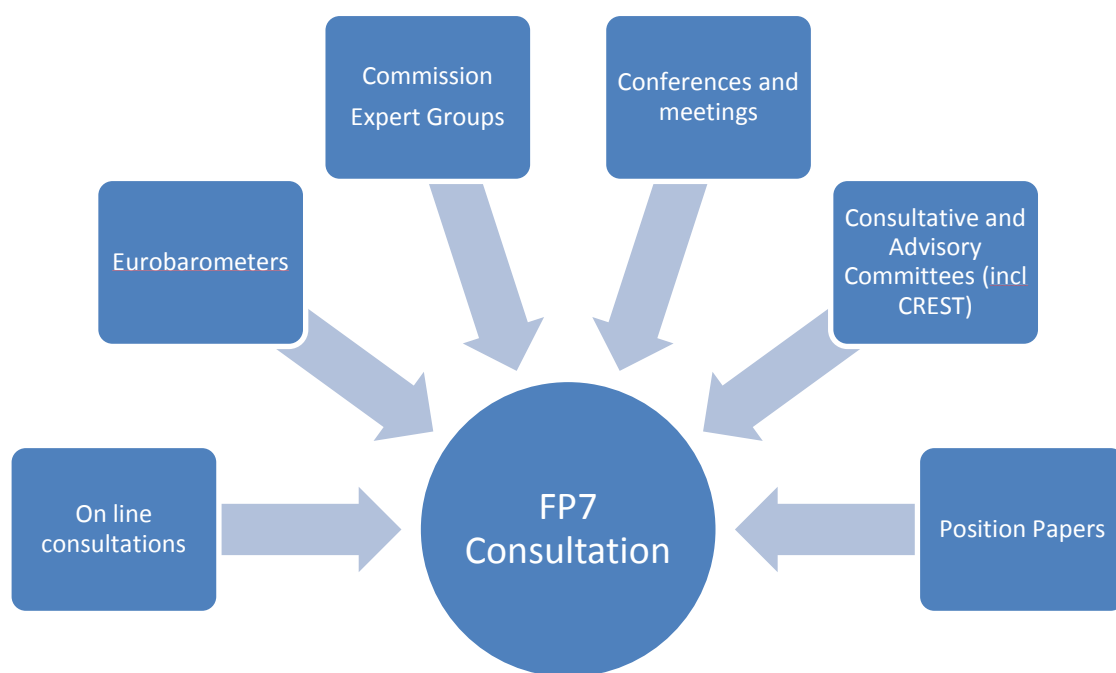 Commission
Expert Groups
Conferences and
meetings
Eurobarometers
Consultative and
Advisory
Committees (incl
CREST)
On line
consultations
FP7
Consultation
Position Papers